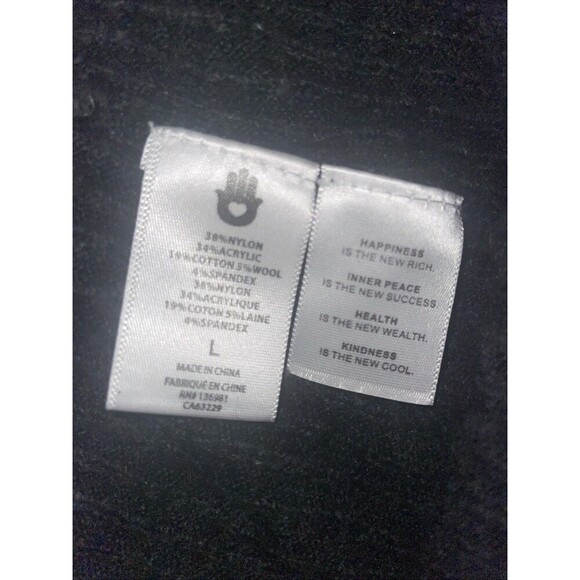 38%NYLON
34%ACRYLIC
19%COTTON 5%WOOL
4%SPANDEX
38%NYLON
34%ACRYLIQUE
19%COTON 5%LAINE
4%SPANDEX
L
MADE IN CHINA
FABRIQUÉ EN CHINE
RN# 136981
CA63229
HAPPINESS
IS THE NEW RICH.
INNER PEACE
IS THE NEW SUCCESS.
HEALTH
IS THE NEW WEALTH.
KINDNESS
IS THE NEW COOL.